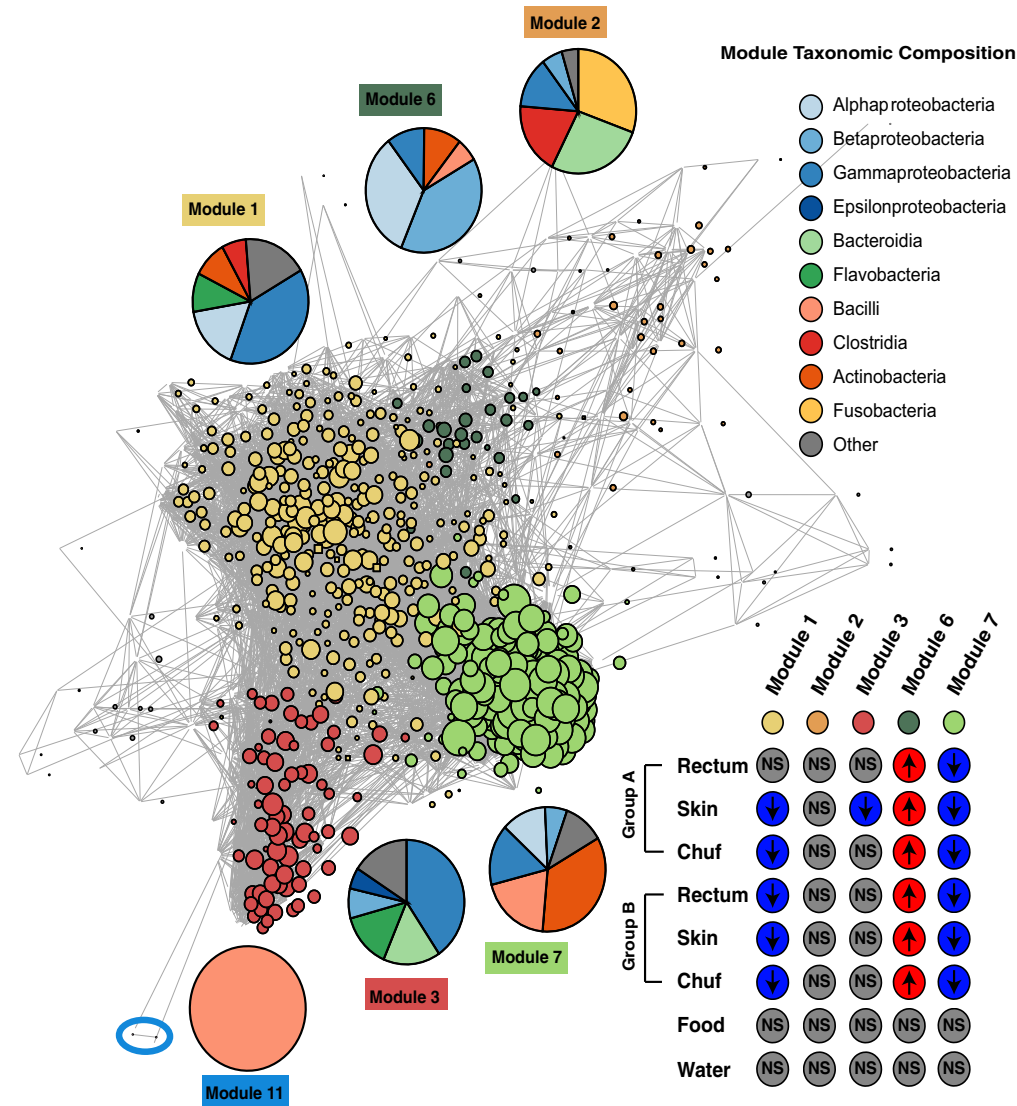 Module 2
Module Taxonomic Composition
Module 6
Alphaproteobacteria
Betaproteobacteria
Gammaproteobacteria
Module 1
Epsilonproteobacteria
Bacteroidia
Flavobacteria
Bacilli
Clostridia
Actinobacteria
Fusobacteria
Other
Module 1
Module 2
Module 3
Module 6
Module 7
Group A
Rectum NS NS NS
Skin NS
Chuf NS NS
Group B
Rectum NS NS
Skin NS NS
Chuf NS NS
Food NS NS NS NS NS
Water NS NS NS NS NS
Module 7
Module 3
Module 11